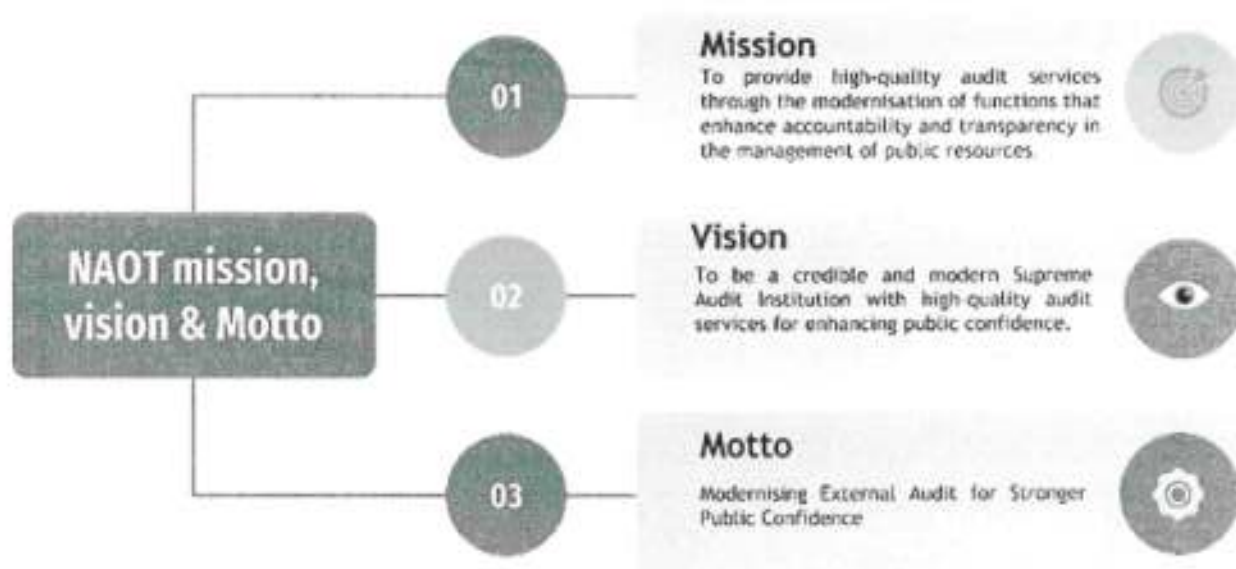 NAOT mission,
vision & Motto
01
Mission
To provide high-quality audit services
through the modernisation of functions that
enhance accountability and transparency in
the management of public resources.
02
Vision
To be a credible and modern Supreme
Audit Institution with high-quality audit
services for enhancing public confidence.
03
Motto
Modernising External Audit for Stronger
Public Confidence